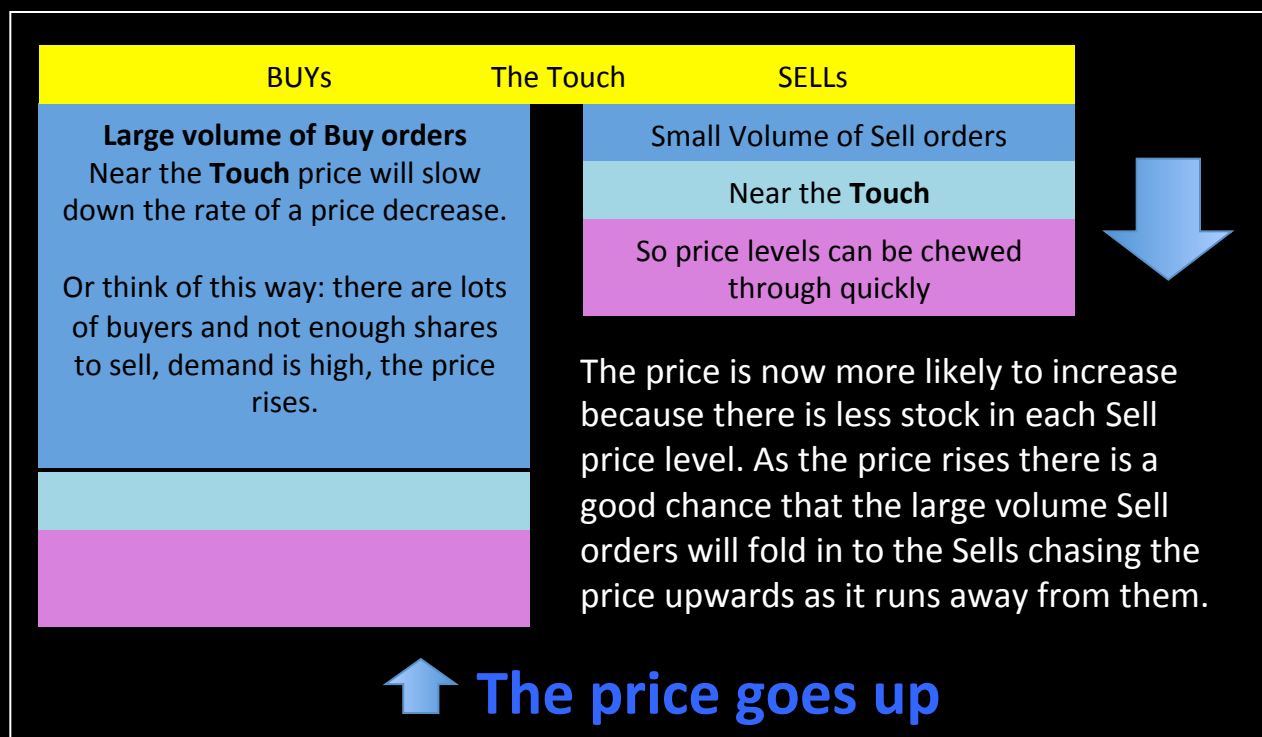 BUYs The Touch SELLs
Large volume of Buy orders
Near the Touch price will slow
down the rate of a price decrease.
Or think of this way: there are lots
of buyers and not enough shares
to sell, demand is high, the price
rises.
Small Volume of Sell orders
Near the Touch
So price levels can be chewed
through quickly
The price is now more likely to increase
because there is less stock in each Sell
price level. As the price rises there is a
good chance that the large volume Sell
orders will fold in to the Sells chasing the
price upwards as it runs away from them.
The price goes up